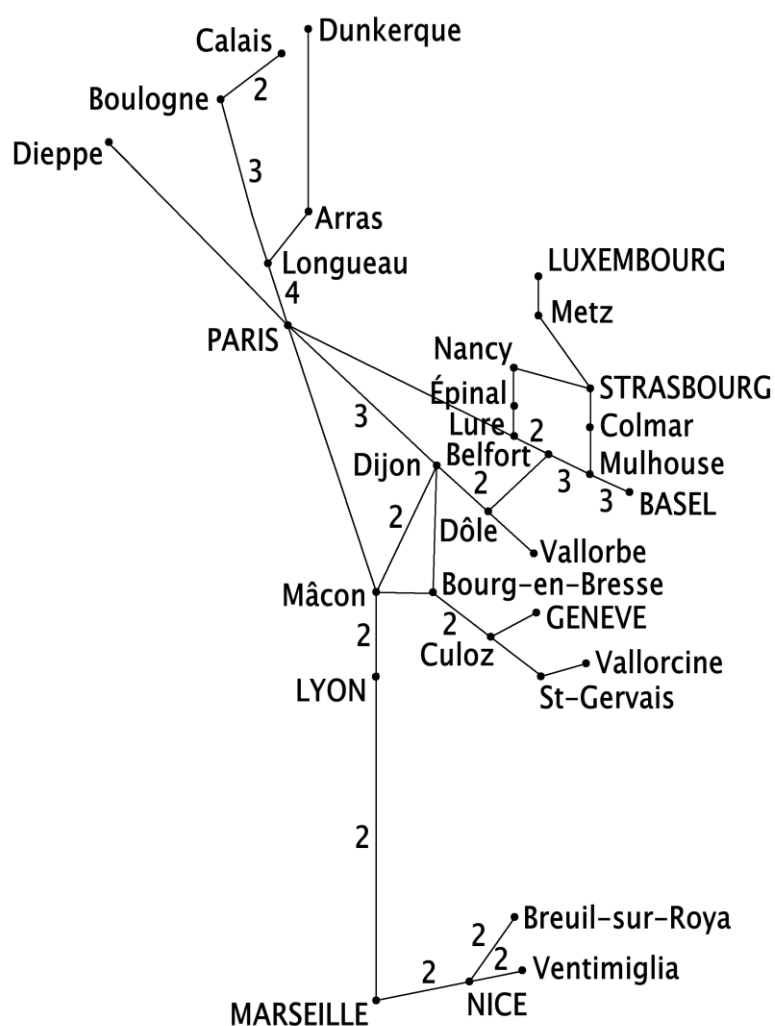 Dunkerque
Calais
2
Boulogne
Dieppe
3
Arras
Longueau
LUXEMBOURG
4
Metz
PARIS
Nancy
STRASBOURG
Épinal
3
Lure
2
Colmar
Dijon
Belfort
Mulhouse
2
3
3
BASEL
2
Dôle
Vallorbe
Mâcon
Bourg-en-Bresse
2
2
GENEVE
Culoz
Vallorcine
LYON
St-Gervais
2
Breuil-sur-Roya
2
2
Ventimiglia
2
NICE
MARSEILLE